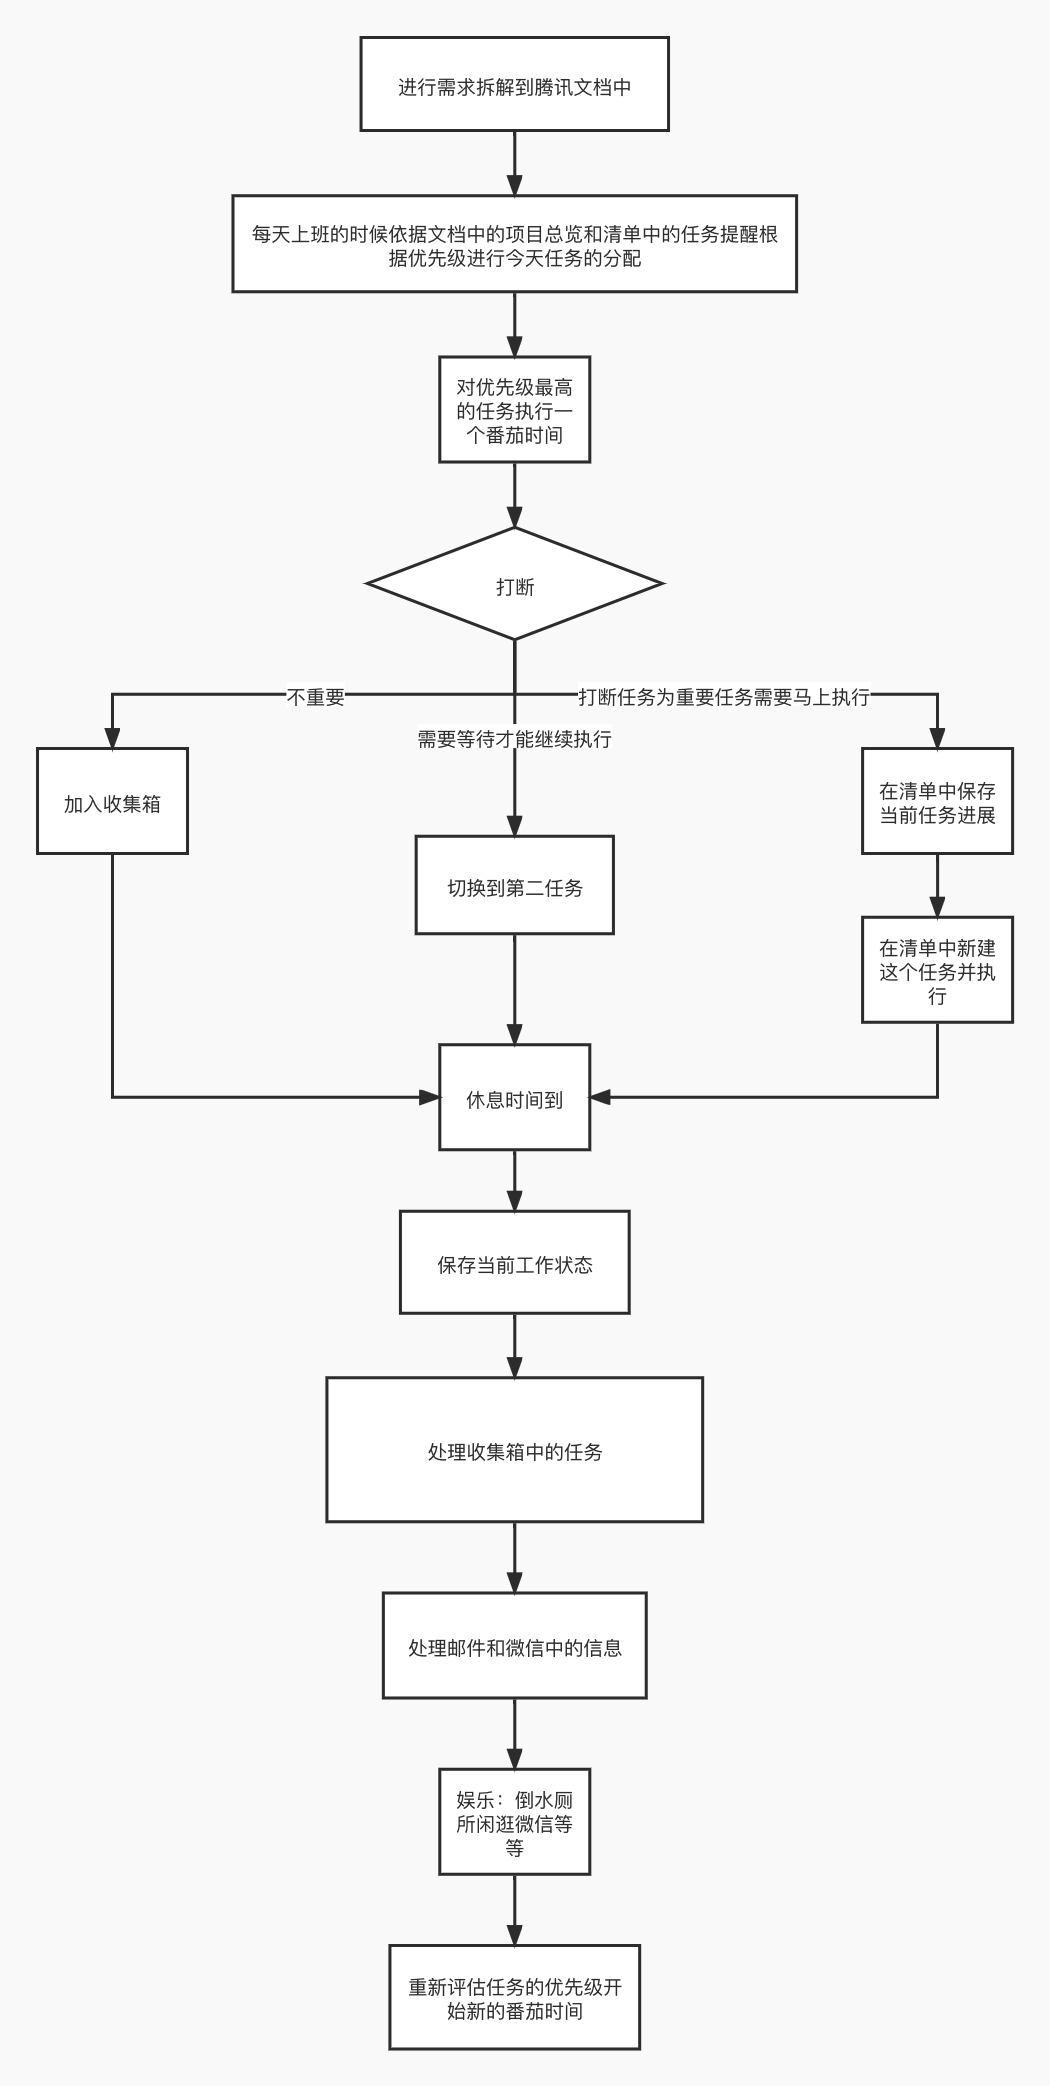 进行需求拆解到腾讯文档中
每天上班的时候依据文档中的项目总览和清单中的任务提醒根
据优先级进行今天任务的分配
对优先级最高
的任务执行一
个番茄时间
打断
不重要
打断任务为重要任务需要马上执行
需要等待才能继续执行
加入收集箱
在清单中保存
当前任务进展
切换到第二任务
在清单中新建
这个任务并执
行
休息时间到
保存当前工作状态
处理收集箱中的任务
处理邮件和微信中的信息
娱乐：倒水厕
所闲逛微信等
等
重新评估任务的优先级开
始新的番茄时间